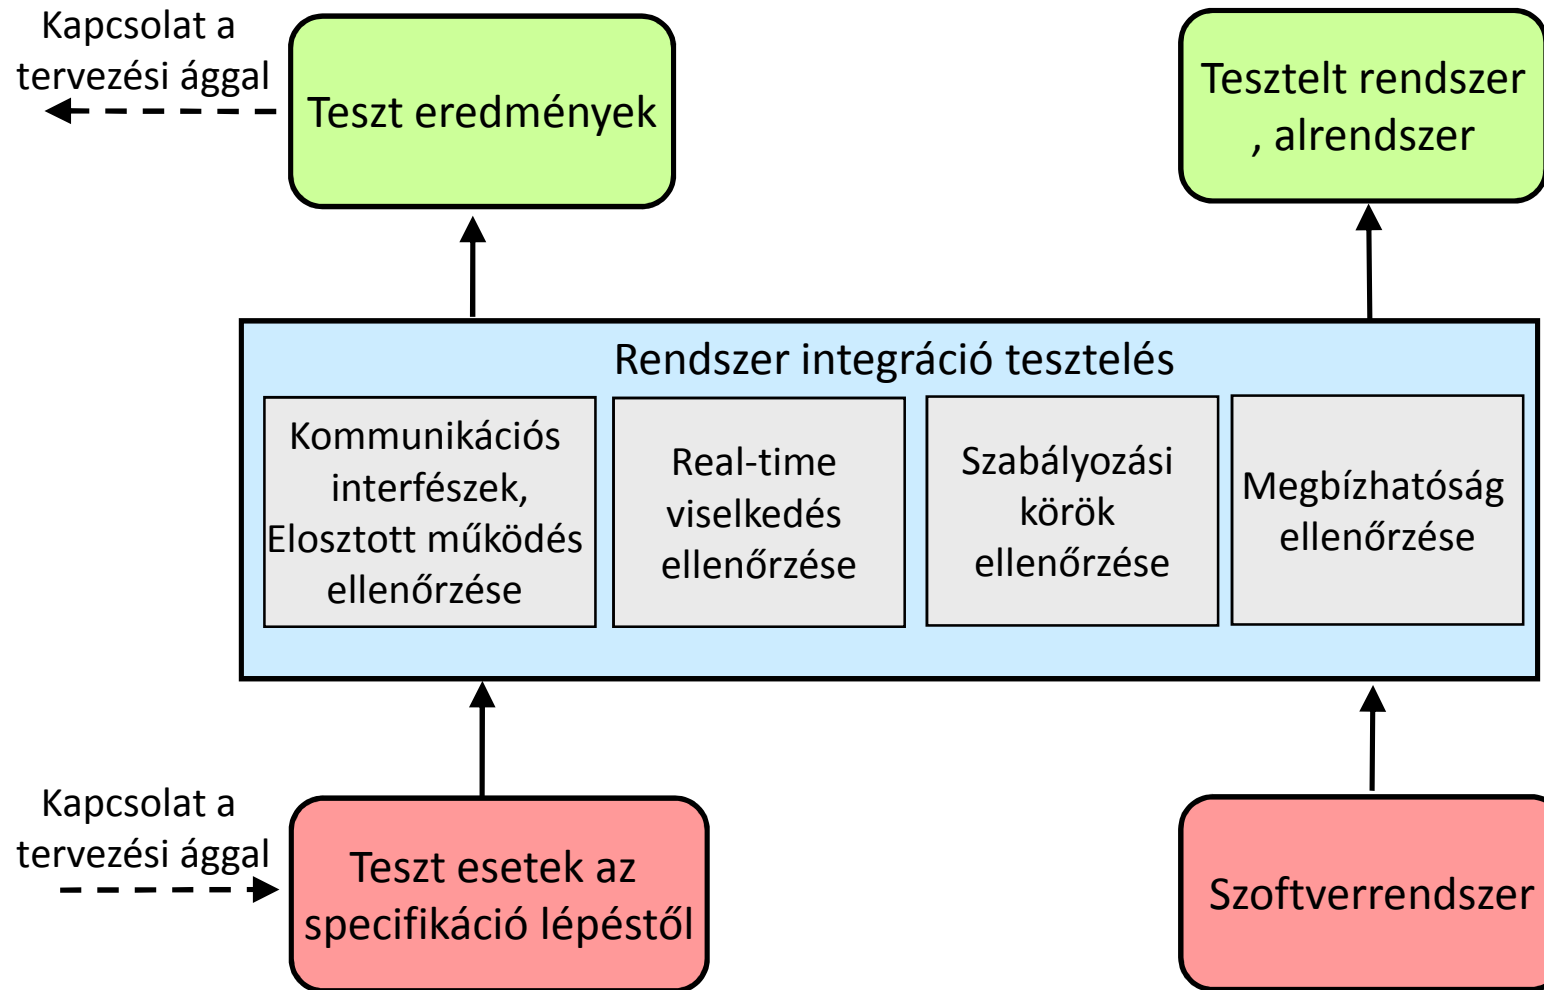 Kapcsolat a
tervezési ággal
Teszt eredmények
Tesztelt rendszer
, alrendszer
Rendszer integráció tesztelés
Kommunikációs
interfészek,
Elosztott működés
ellenőrzése
Real-time
viselkedés
ellenőrzése
Szabályozási
körök
ellenőrzése
Megbízhatóság
ellenőrzése
Kapcsolat a
tervezési ággal
Teszt esetek az
specifikáció lépéstől
Szoftverrendszer